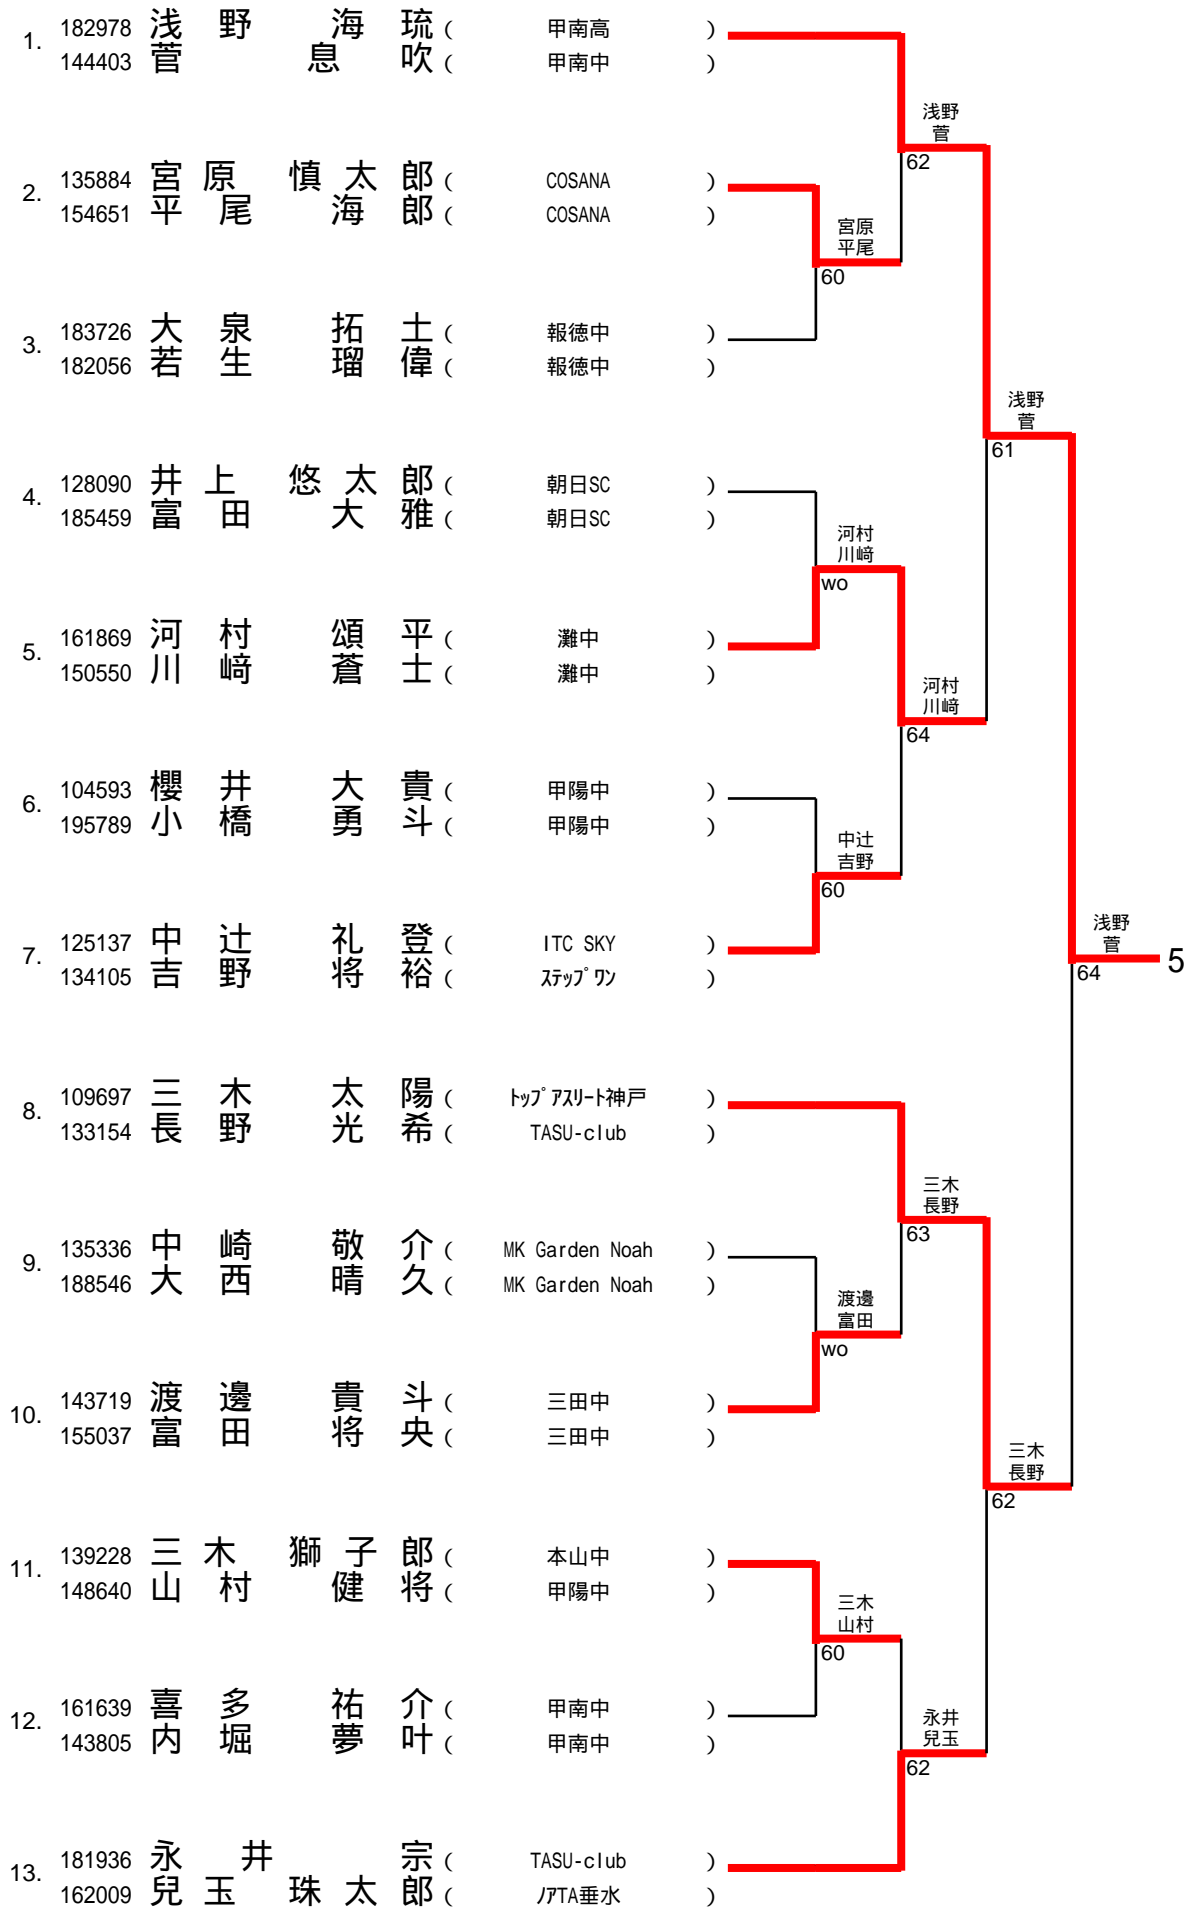 1. 182978 浅野 海琉 ( 甲南高 )
144403 菅 息吹 ( 甲南中 )
浅野
菅
62
2. 135884 宮原 慎太郎 ( COSANA )
154651 平尾 海郎 ( COSANA )
宮原
平尾
60
3. 183726 大泉 拓土 ( 報徳中 )
182056 若生 瑠偉 ( 報徳中 )
浅野
菅
61
4. 128090 井上 悠太郎 ( 朝日SC )
185459 富田 大雅 ( 朝日SC )
河村
川﨑
wo
5. 161869 河村 頌平 ( 灘中 )
150550 川﨑 蒼士 ( 灘中 )
河村
川﨑
64
6. 104593 櫻井 大貴 ( 甲陽中 )
195789 小橋 勇斗 ( 甲陽中 )
中辻
吉野
60
7. 125137 中辻 礼登 ( ITC SKY )
134105 吉野 将裕 ( ステップワン )
浅野
菅
64
5
8. 109697 三木 太陽 ( トップアスリート神戸 )
133154 長野 光希 ( TASU-club )
三木
長野
63
9. 135336 中崎 敬介 ( MK Garden Noah )
188546 大西 晴久 ( MK Garden Noah )
渡邊
富田
wo
10. 143719 渡邊 貴斗 ( 三田中 )
155037 富田 将央 ( 三田中 )
三木
長野
62
11. 139228 三木 獅子郎 ( 本山中 )
148640 山村 健将 ( 甲陽中 )
三木
山村
60
12. 161639 喜多 祐介 ( 甲南中 )
143805 内堀 夢叶 ( 甲南中 )
永井
兒玉
62
13. 181936 永井 宗 ( TASU-club )
162009 兒玉 珠太郎 ( ノアTA垂水 )